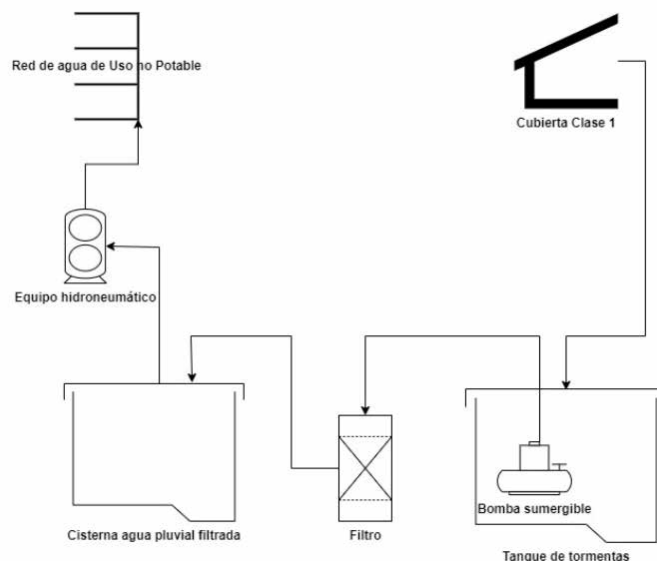 Red de agua de Uso no Potable
Cubierta Clase 1
Equipo hidroneumático
Bomba sumergible
Cisterna agua pluvial filtrada
Filtro
Tanque de tormentas